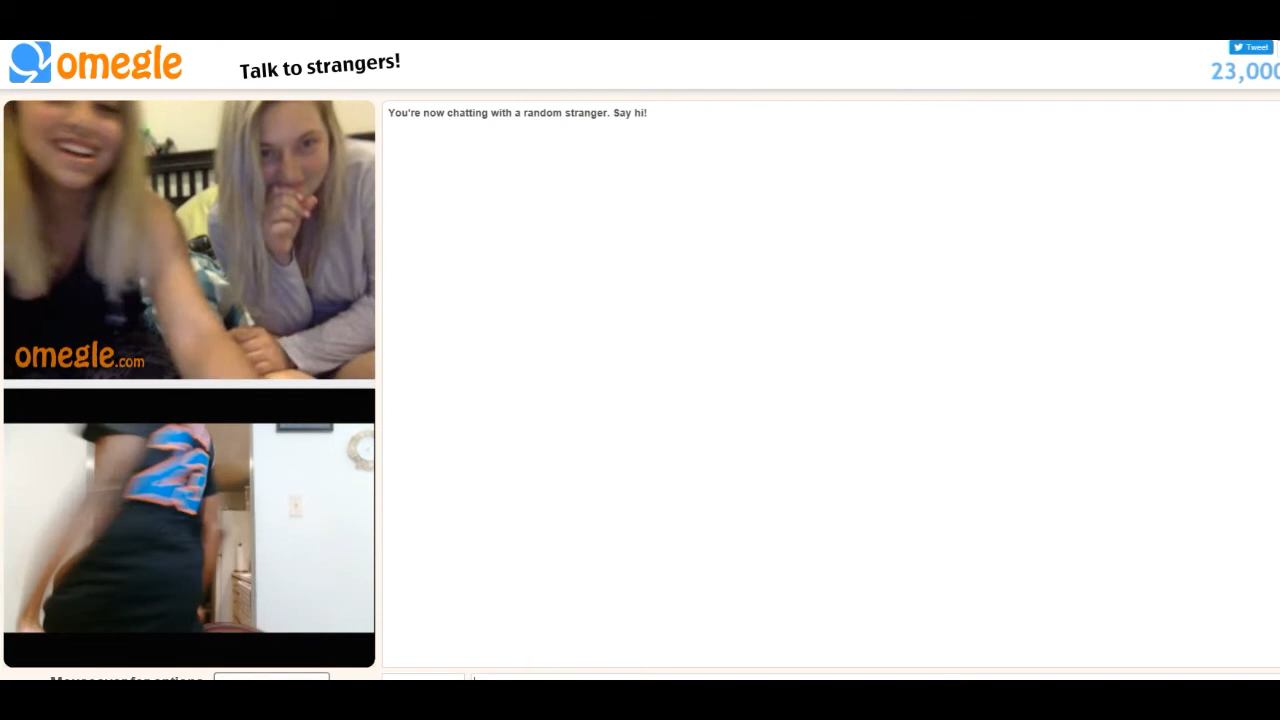 omegle
Talk to strangers!
Tweet
23,000
You're now chatting with a random stranger. Say hi!
omegle.com